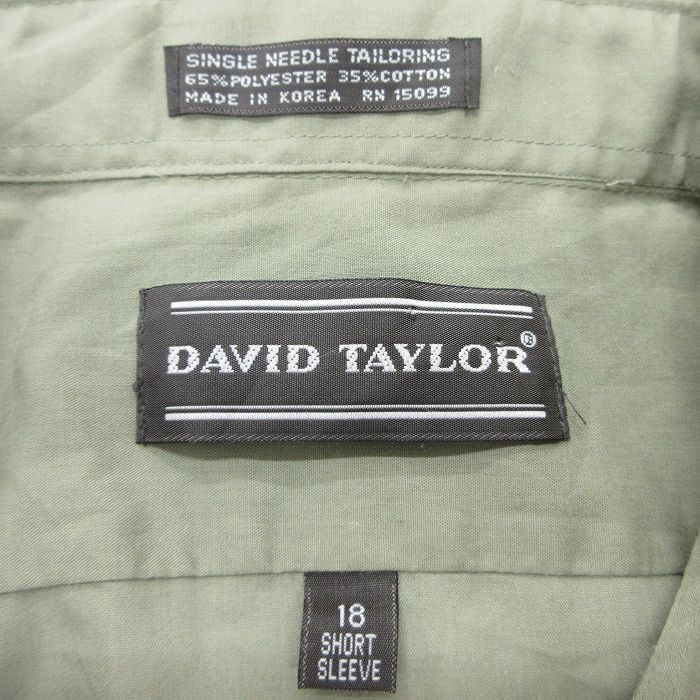 SINGLE NEEDLE TAILORING
65%POLYESTER 35%COTTON
MADE IN KOREA RN 15099
DAVID TAYLOR®
18
SHORT
SLEEVE